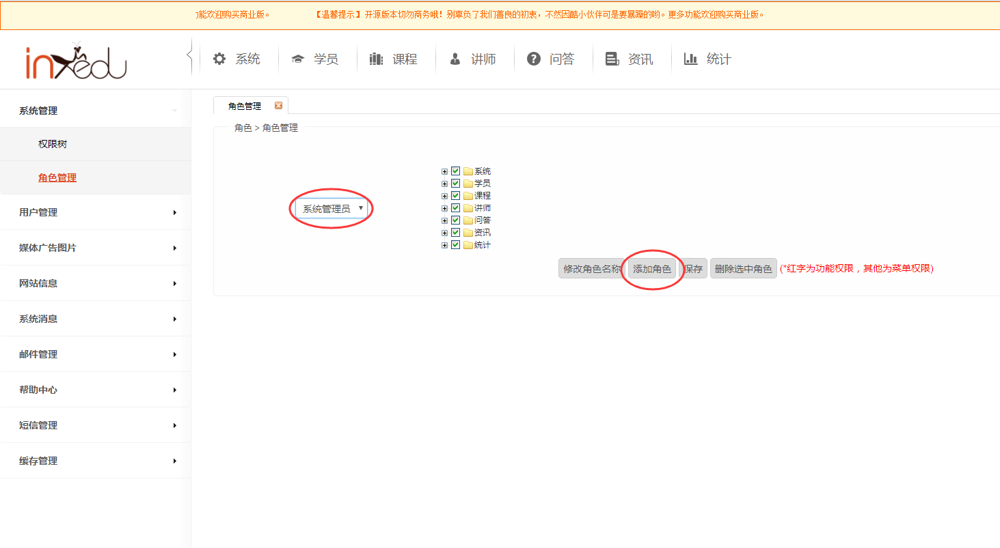 功能欢迎购买商业版。 【温馨提示】开源版本切勿商务哦！别辜负了我们善良的初衷，不然因酷小伙伴可是要暴躁的哟。更多功能欢迎购买商业版。
inxedu
系统 学员 课程 讲师 问答 资讯 统计
系统管理
权限树
角色管理
用户管理
媒体广告图片
网站信息
系统消息
邮件管理
帮助中心
短信管理
缓存管理
角色管理
角色 > 角色管理
系统管理员
系统
学员
课程
讲师
问答
资讯
统计
修改角色名称 添加角色 保存 删除选中角色 (*红字为功能权限，其他为菜单权限)